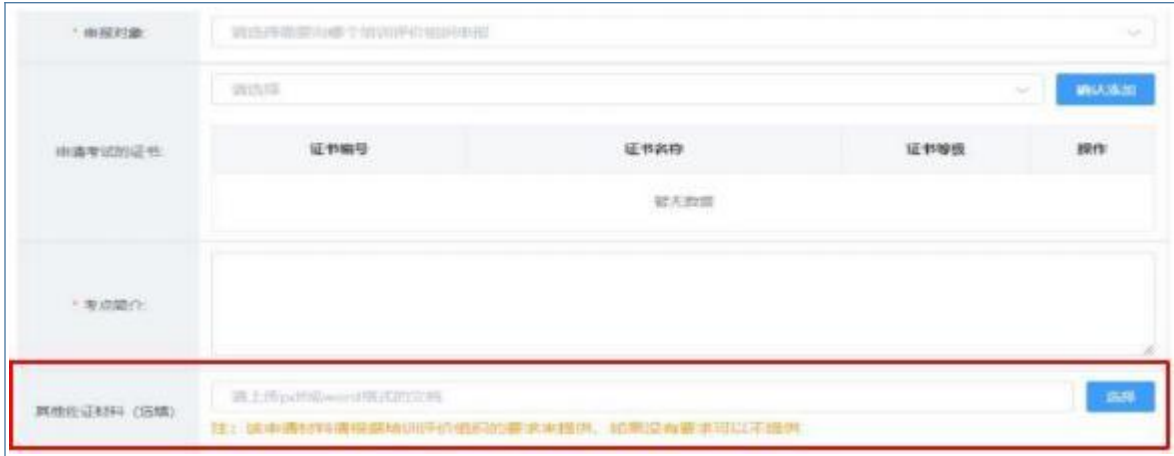 * 申报对象:
请选择需要向哪个培训评价组织申报
请选择
确认添加
申请考试的证书:
证书编号 证书名称 证书等级 操作
暂无数据
* 考点简介:
其他佐证材料（选填）
请上传pdf或word格式的文档
选择
注：该申请材料请根据培训评价组织的要求来提供，如果没有要求可以不提供